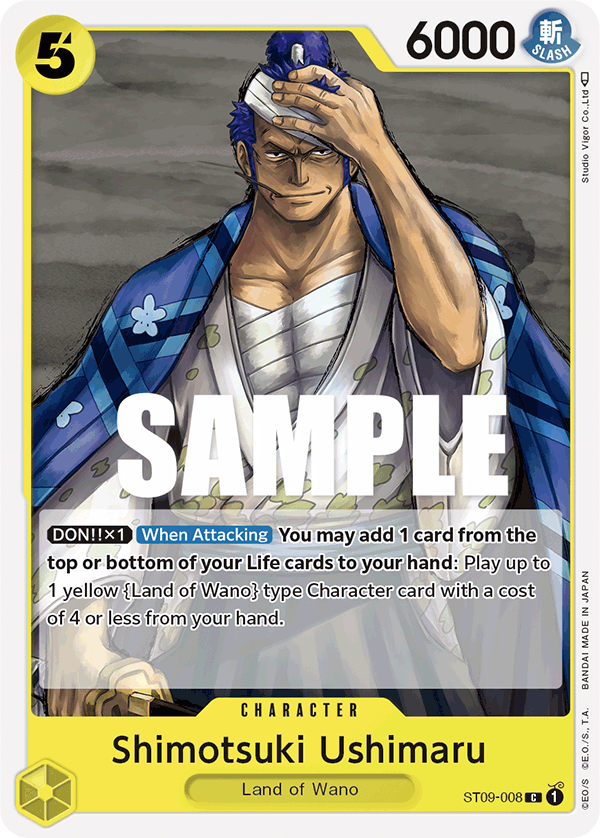 5
6000
斬
SLASH
Studio Vigor Co.,Ltd
SAMPLE
DON!!×1 When Attacking You may add 1 card from the
top or bottom of your Life cards to your hand: Play up to
1 yellow {Land of Wano} type Character card with a cost
of 4 or less from your hand.
BANDAI MADE IN JAPAN
©EO/S ©E.O./S., T.A.
CHARACTER
Shimotsuki Ushimaru
Land of Wano
ST09-008 C 1